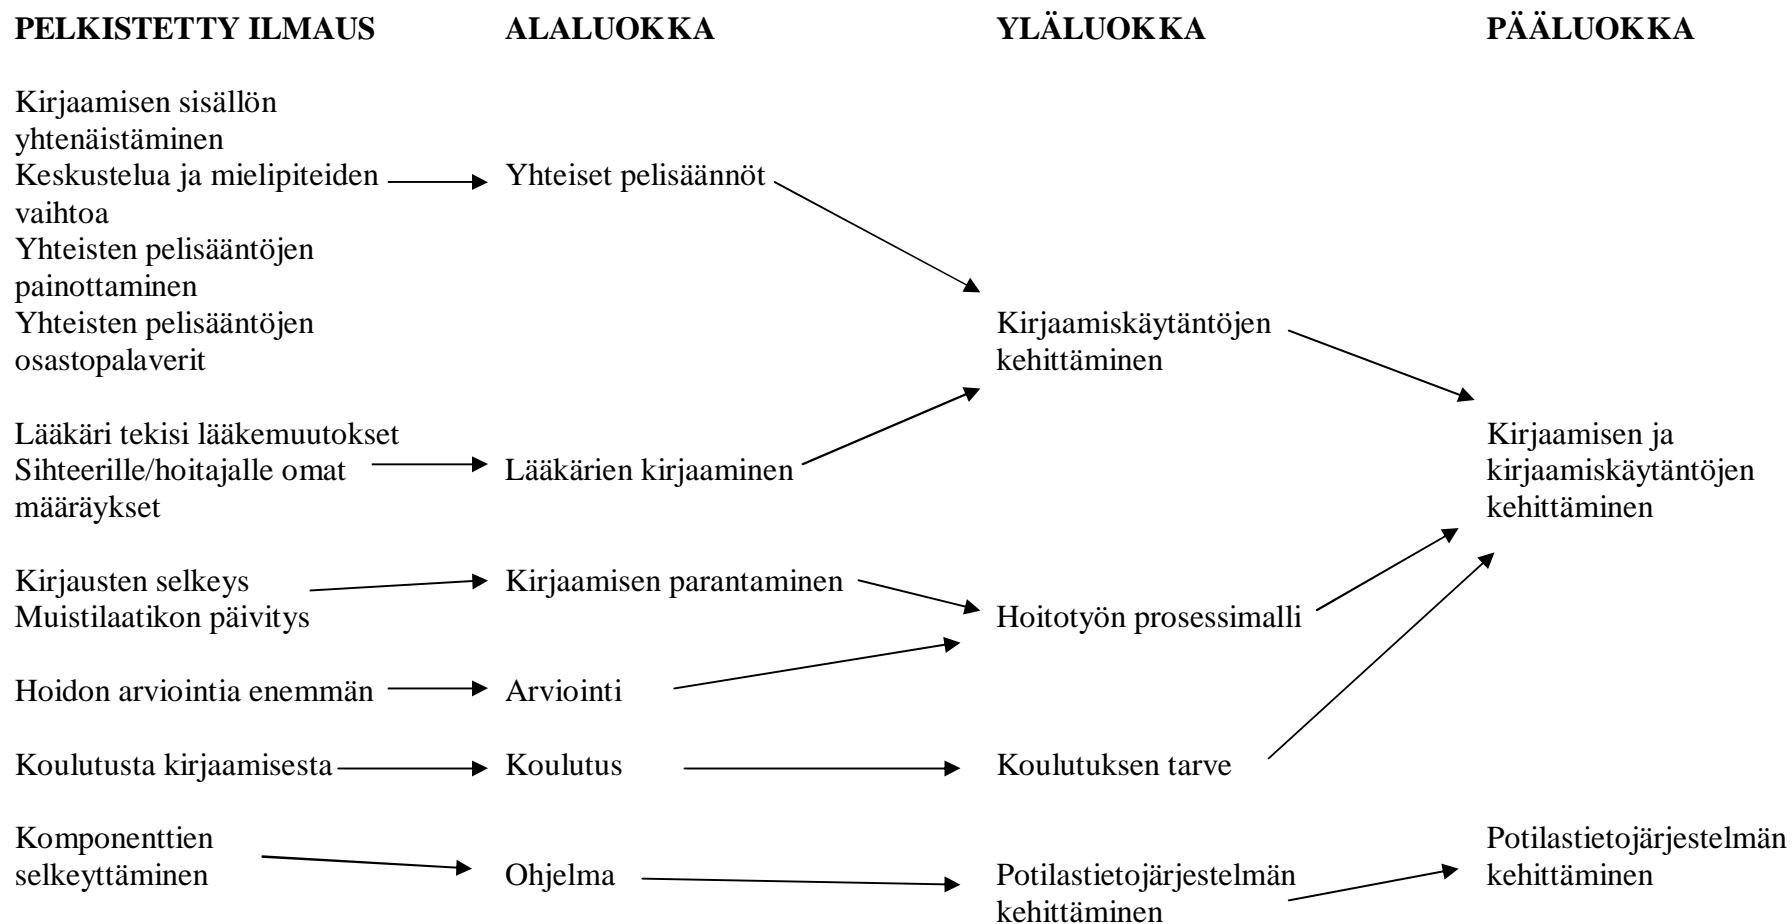 PELKISTETTY ILMAUS ALALUOKKA YLÄLUOKKA PÄÄLUOKKA
Kirjaamisen sisällön
yhtenäistäminen
Keskustelua ja mielipiteiden Yhteiset pelisäännöt
vaihtoa
Yhteisten pelisääntöjen
painottaminen
Yhteisten pelisääntöjen Kirjaamiskäytäntöjen
osastopalaverit kehittäminen
Lääkäri tekisi lääkemuutokset Kirjaamisen ja
Sihteerille/hoitajalle omat Lääkärien kirjaaminen kirjaamiskäytäntöjen
määräykset kehittäminen
Kirjausten selkeys Kirjaamisen parantaminen
Muistilaatikon päivitys Hoitotyön prosessimalli
Hoidon arviointia enemmän Arviointi
Koulutusta kirjaamisesta Koulutus Koulutuksen tarve
Komponenttien Potilastietojärjestelmän
selkeyttäminen Ohjelma Potilastietojärjestelmän kehittäminen
kehittäminen